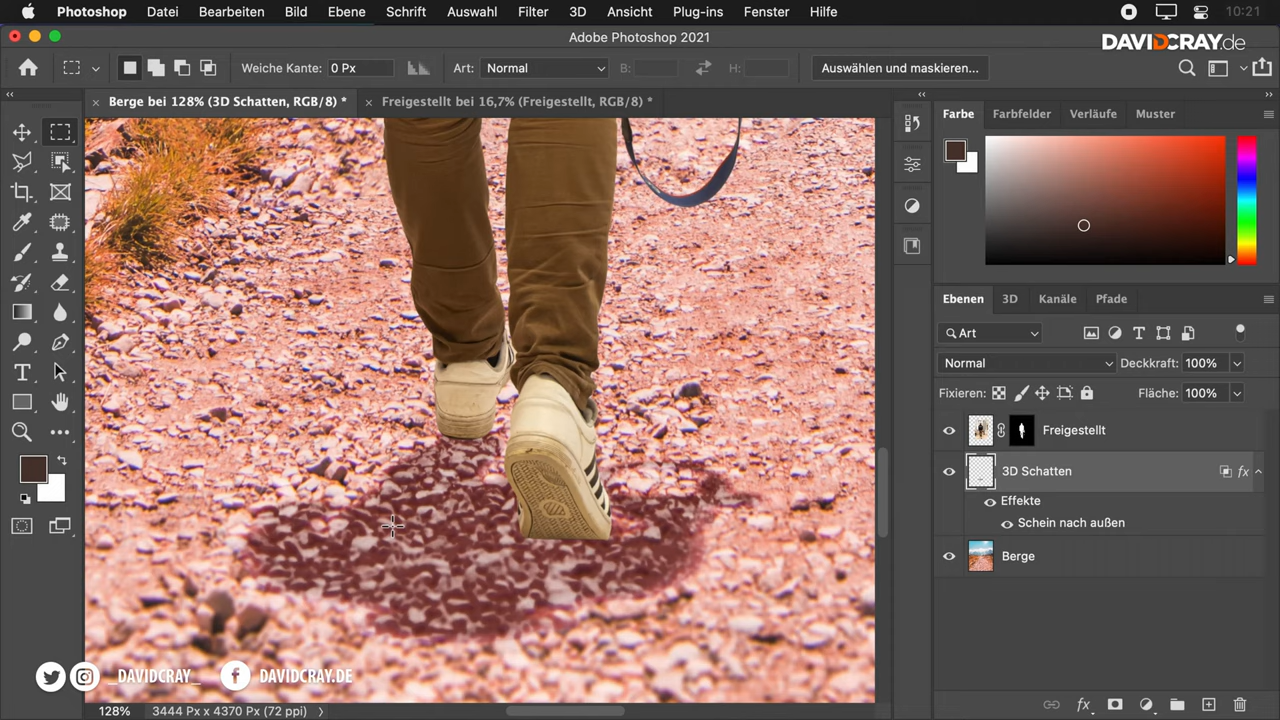 Photoshop Datei Bearbeiten Bild Ebene Schrift Auswahl Filter 3D Ansicht Plug-ins Fenster Hilfe 10:21
Adobe Photoshop 2021
DAVIDCRAY.de
Weiche Kante: 0 Px Art: Normal B: H: Auswählen und maskieren...
Berge bei 128% (3D Schatten, RGB/8) * Freigestellt bei 16,7% (Freigestellt, RGB/8) *
Farbe Farbfelder Verläufe Muster
Ebenen 3D Kanäle Pfade
Art
Normal Deckkraft: 100%
Fixieren: Fläche: 100%
Freigestellt
3D Schatten fx
Effekte
Schein nach außen
Berge
_DAVIDCRAY_ DAVIDCRAY.DE
128% 3444 Px x 4370 Px (72 ppi) fx